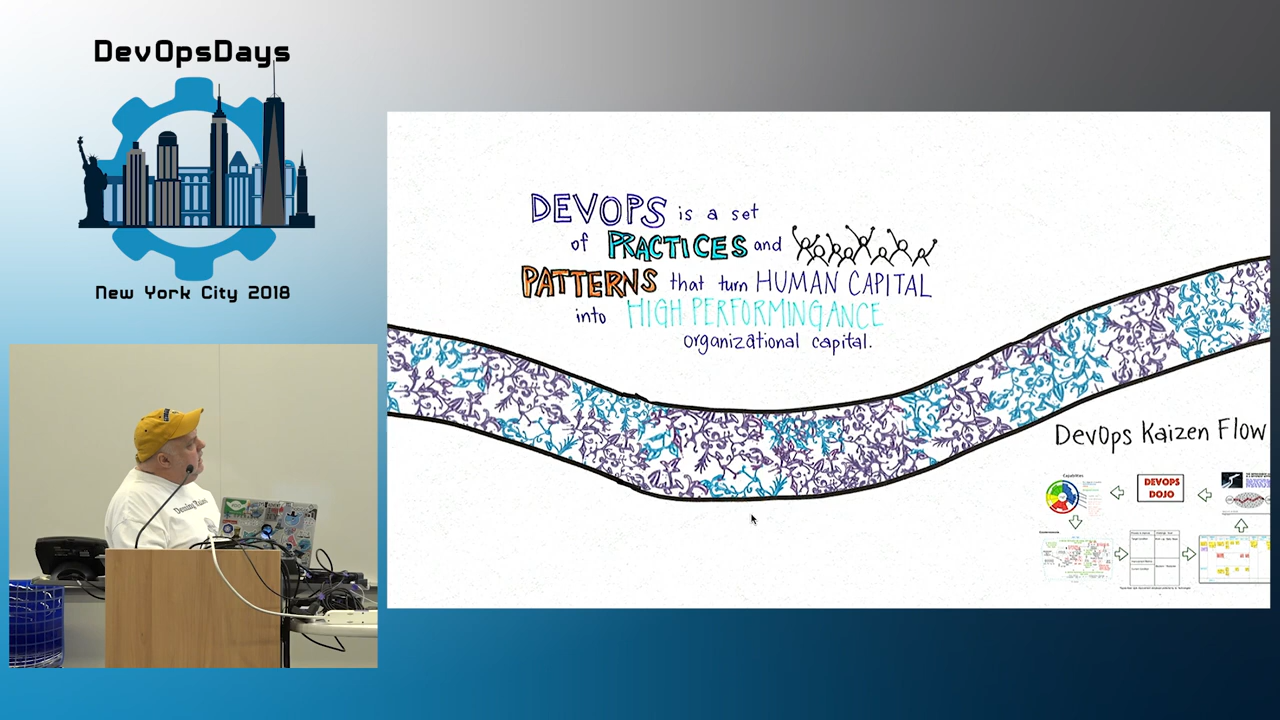 DevOpsDays
New York City 2018
DEVOPS is a set
of PRACTICES and
PATTERNS that turn HUMAN CAPITAL
into HIGH PERFORMINGANCE
organizational capital.
DevOps Kaizen Flow
Capabilities
DEVOPS
DOJO